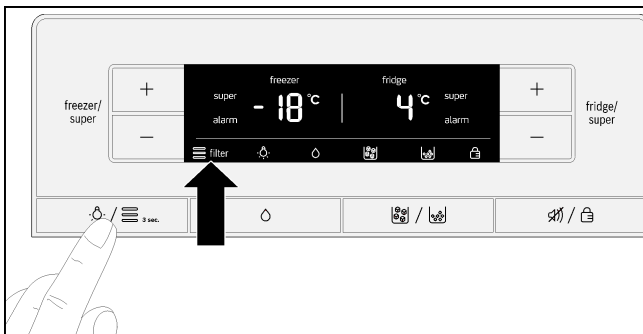 freezer/
super
+
−
super
alarm
freezer
- 18 °C
fridge
4 °C
super
alarm
filter
+
−
fridge/
super
/
3 sec.
/
/